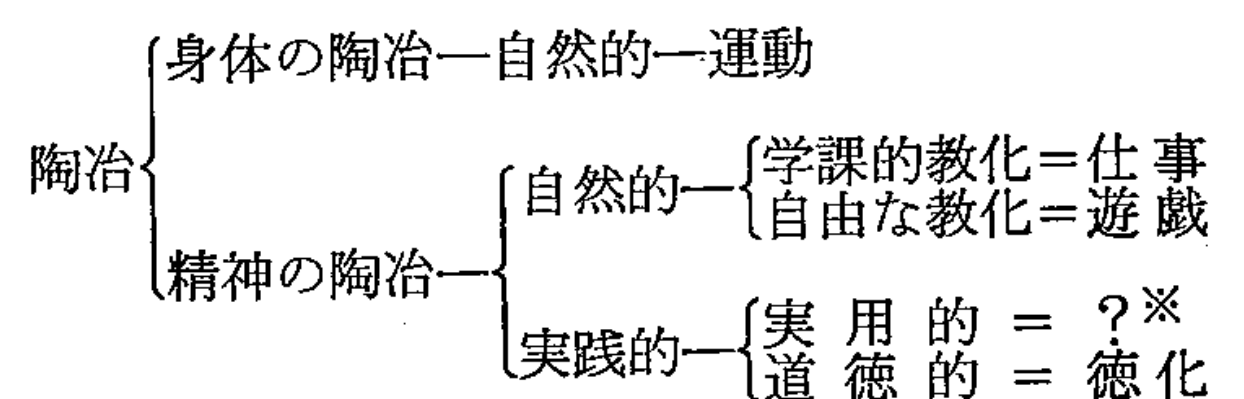 身体の陶冶―自然的―運動
陶冶
学課的教化=仕事
自然的―
自由な教化=遊戯
精神の陶冶―
実用的 = ?※
実践的―
道徳的 = 徳化